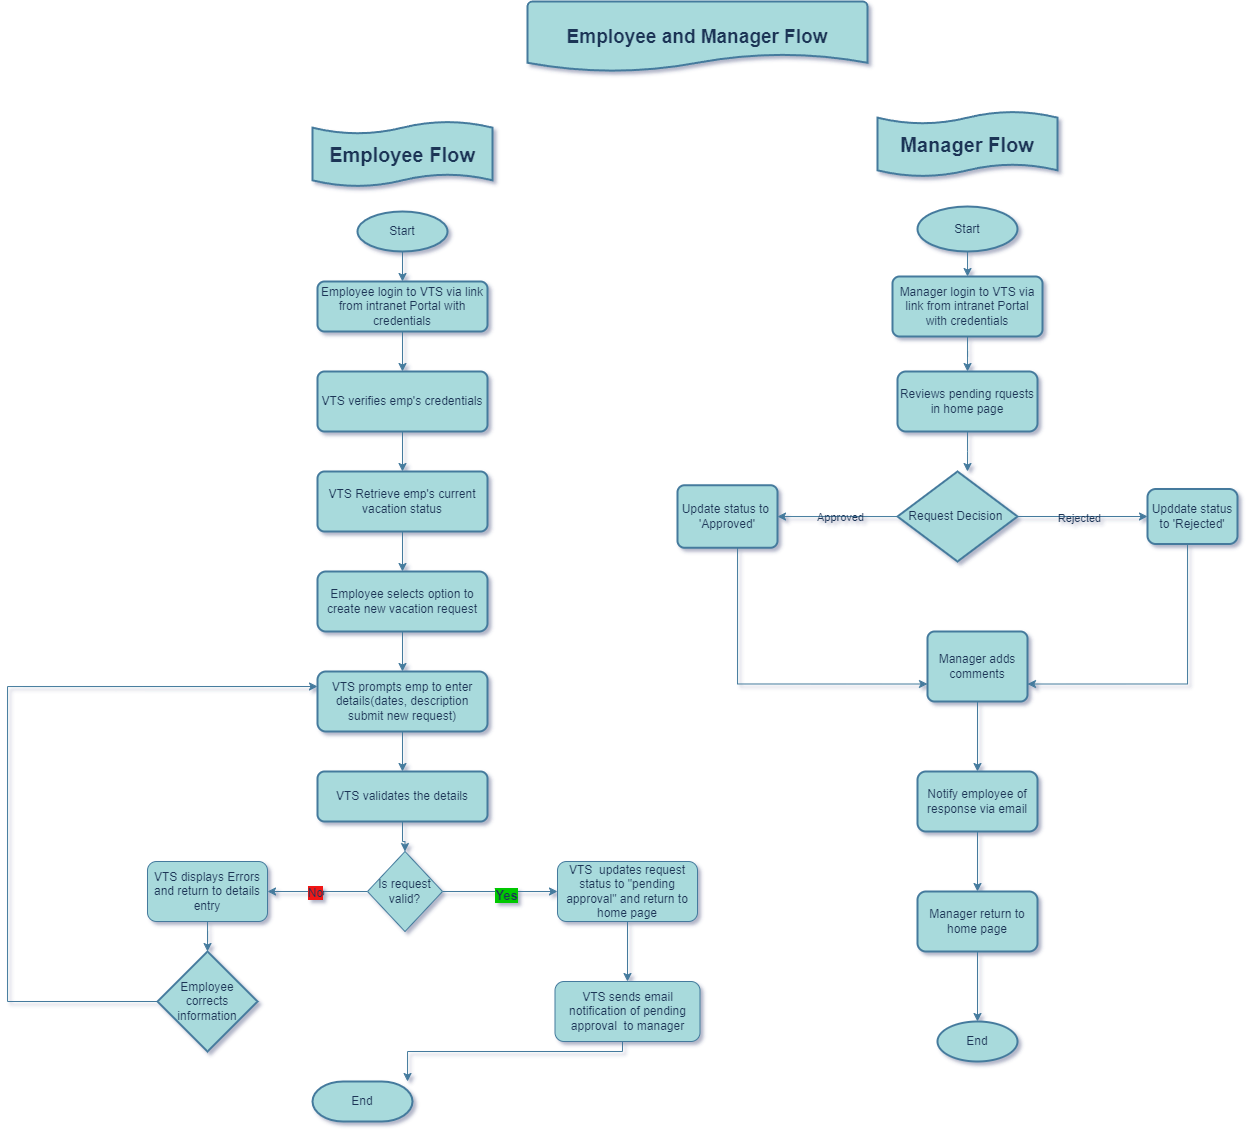 Employee and Manager Flow
Employee Flow
Start
Employee login to VTS via link
from intranet Portal with
credentials
VTS verifies emp's credentials
VTS Retrieve emp's current
vacation status
Employee selects option to
create new vacation request
VTS prompts emp to enter
details(dates, description
submit new request)
VTS validates the details
Is request
valid?
No
Yes
VTS displays Errors
and return to details
entry
Employee
corrects
information
VTS updates request
status to "pending
approval" and return to
home page
VTS sends email
notification of pending
approval to manager
End
Manager Flow
Start
Manager login to VTS via
link from intranet Portal
with credentials
Reviews pending rquests
in home page
Request Decision
Approved
Rejected
Update status to
'Approved'
Upddate status
to 'Rejected'
Manager adds
comments
Notify employee of
response via email
Manager return to
home page
End